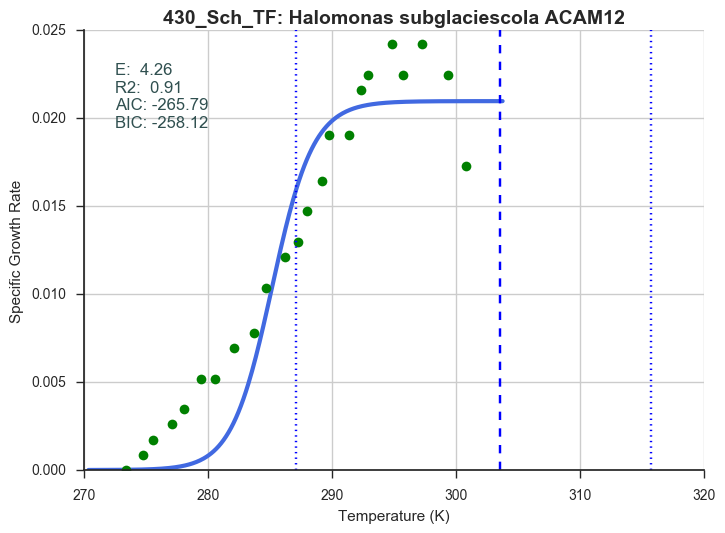 430_Sch_TF: Halomonas subglaciescola ACAM12
E:  4.26
R2:  0.91
AIC: -265.79
BIC: -258.12
Specific Growth Rate
0.025
0.020
0.015
0.010
0.005
0.000
270 280 290 300 310 320
Temperature (K)